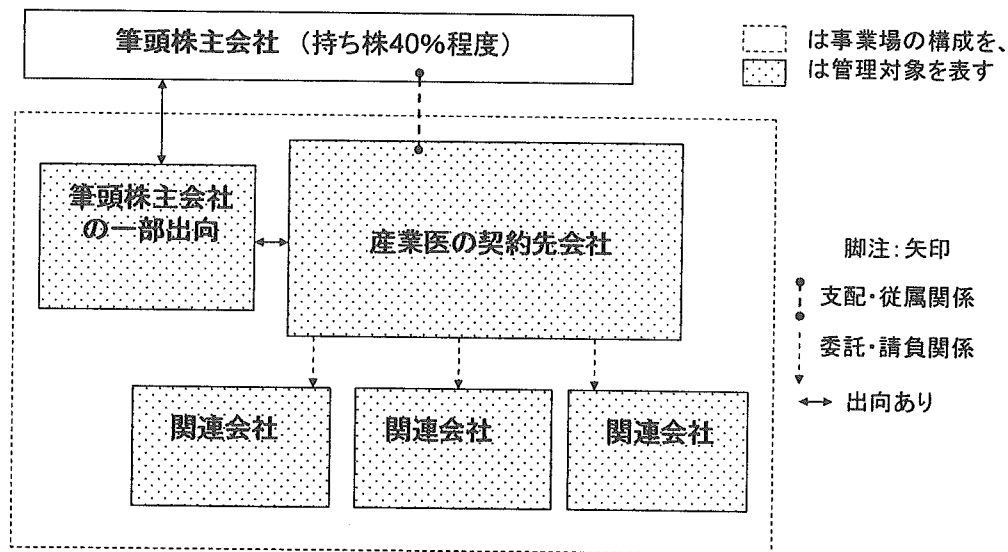 筆頭株主会社 (持ち株40%程度)
は事業場の構成を、
は管理対象を表す
筆頭株主会社
の一部出向
産業医の契約先会社
脚注：矢印
支配・従属関係
委託・請負関係
出向あり
関連会社
関連会社
関連会社